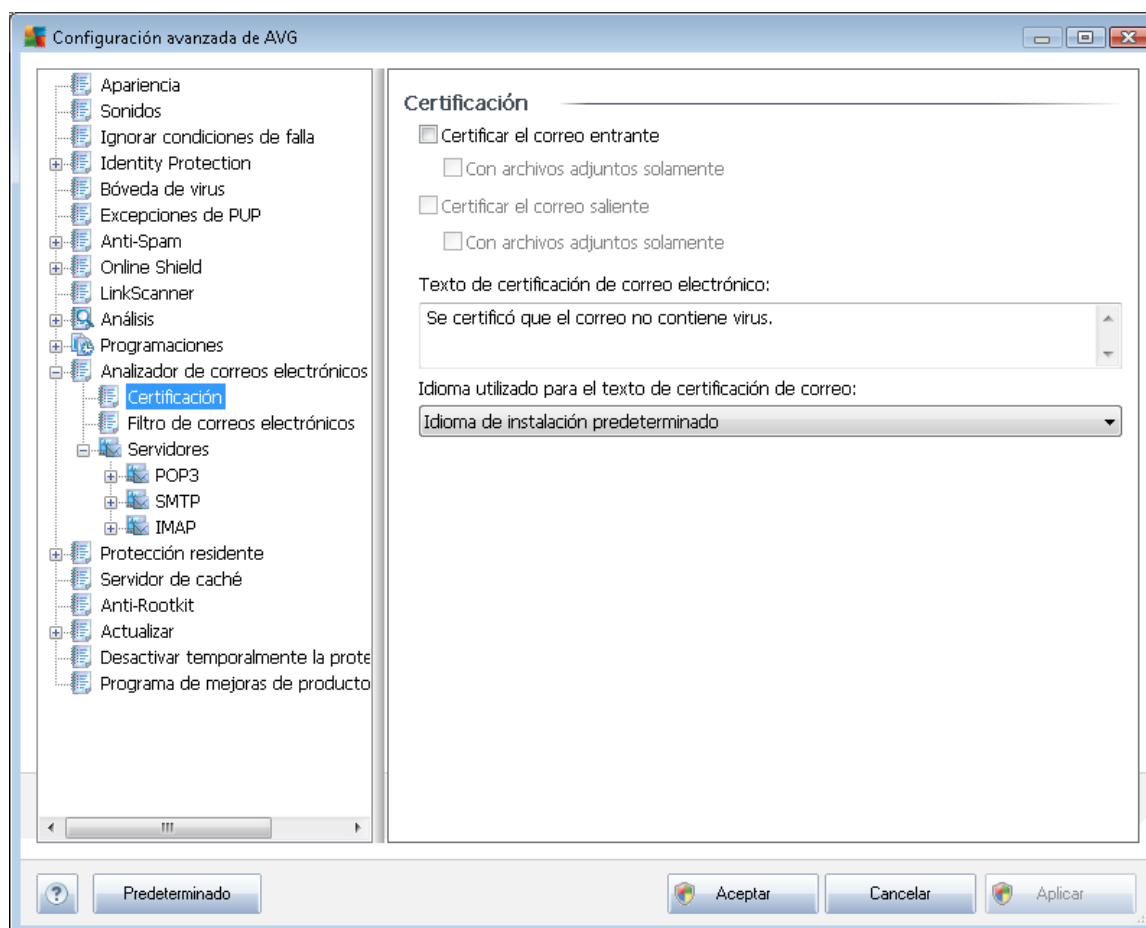 Configuración avanzada de AVG
Apariencia
Sonidos
Ignorar condiciones de falla
Identity Protection
Bóveda de virus
Excepciones de PUP
Anti-Spam
Online Shield
LinkScanner
Análisis
Programaciones
Analizador de correos electrónicos
Certificación
Filtro de correos electrónicos
Servidores
POP3
SMTP
IMAP
Protección residente
Servidor de caché
Anti-Rootkit
Actualizar
Desactivar temporalmente la prote
Programa de mejoras de producto
Certificación
Certificar el correo entrante
Con archivos adjuntos solamente
Certificar el correo saliente
Con archivos adjuntos solamente
Texto de certificación de correo electrónico:
Se certificó que el correo no contiene virus.
Idioma utilizado para el texto de certificación de correo:
Idioma de instalación predeterminado
? Predeterminado Aceptar Cancelar Aplicar